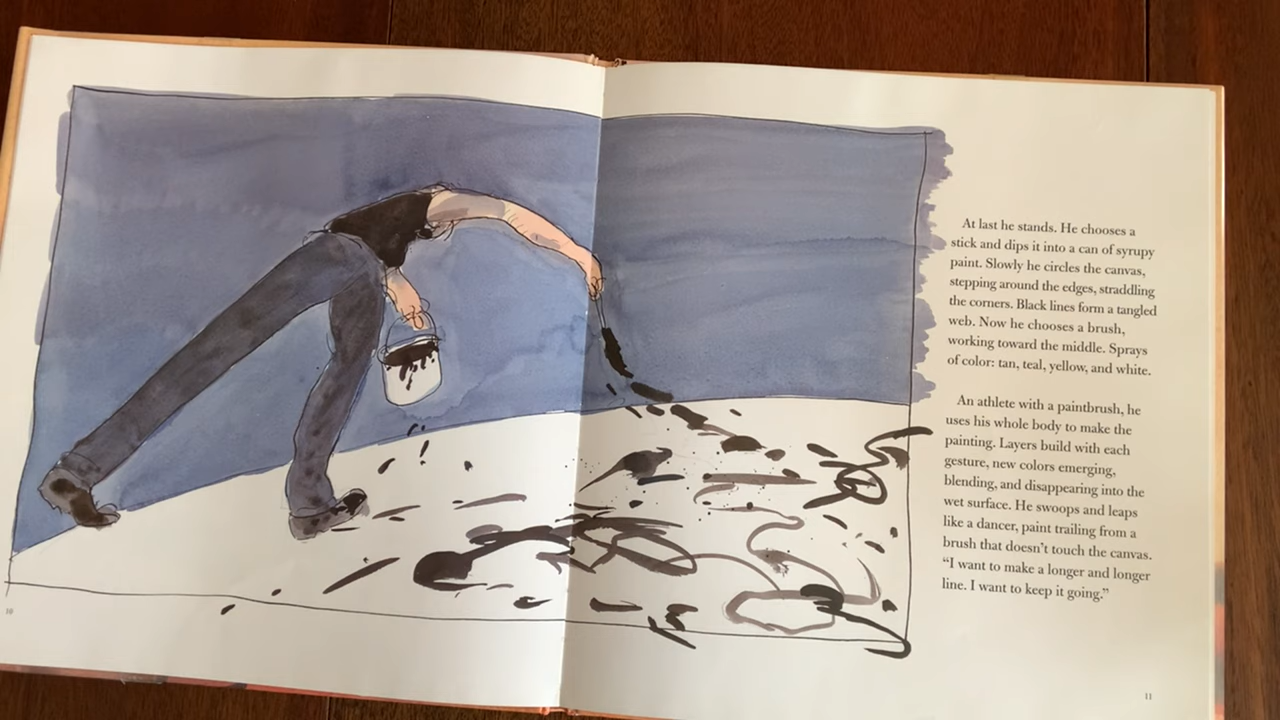 At last he stands. He chooses a
stick and dips it into a can of syrupy
paint. Slowly he circles the canvas,
stepping around the edges, straddling
the corners. Black lines form a tangled
web. Now he chooses a brush,
working toward the middle. Sprays
of color: tan, teal, yellow, and white.
An athlete with a paintbrush, he
uses his whole body to make the
painting. Layers build with each
gesture, new colors emerging,
blending, and disappearing into the
wet surface. He swoops and leaps
like a dancer, paint trailing from a
brush that doesn’t touch the canvas.
“I want to make a longer and longer
line. I want to keep it going.”
10
11